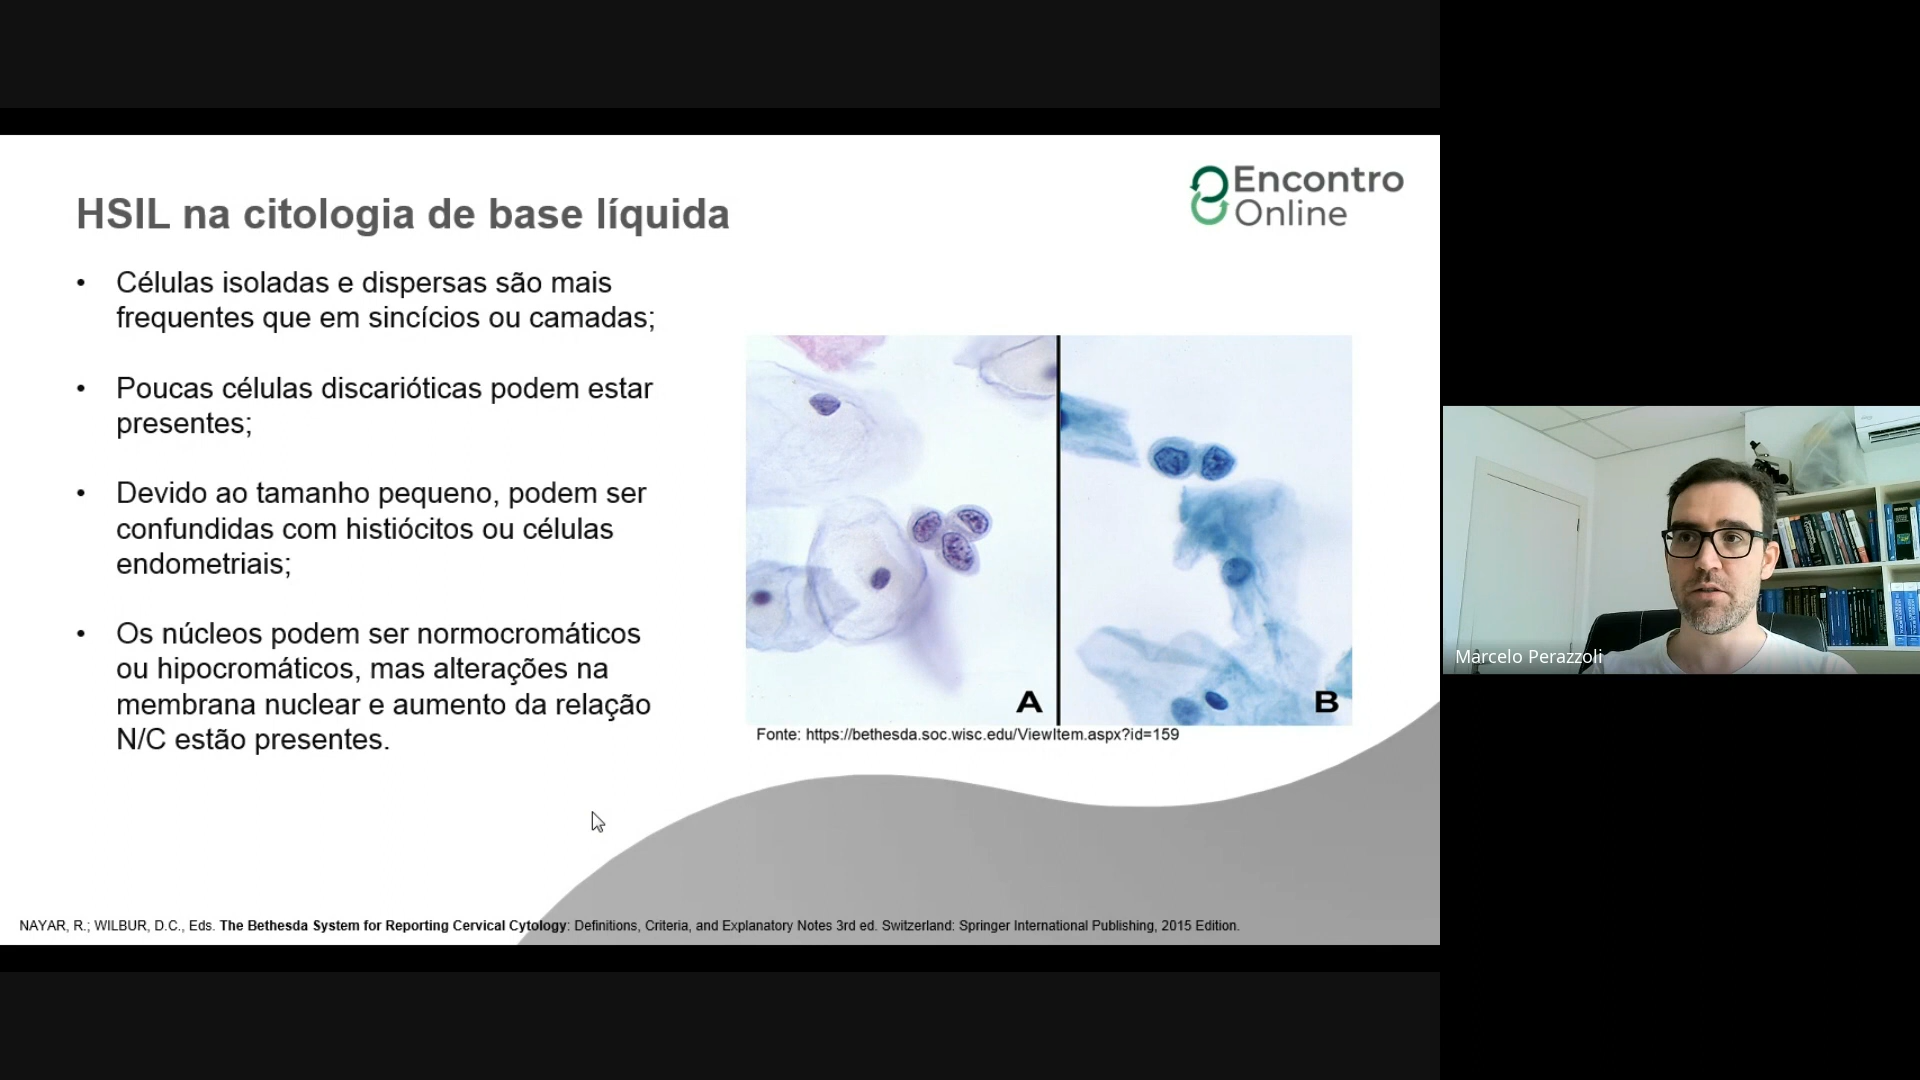 Encontro
Online
HSIL na citologia de base líquida
• Células isoladas e dispersas são mais
frequentes que em sincícios ou camadas;
• Poucas células discarióticas podem estar
presentes;
• Devido ao tamanho pequeno, podem ser
confundidas com histiócitos ou células
endometriais;
• Os núcleos podem ser normocromáticos
ou hipocromáticos, mas alterações na
membrana nuclear e aumento da relação
N/C estão presentes.
A
B
Fonte: https://bethesda.soc.wisc.edu/ViewItem.aspx?id=159
Marcelo Perazzoli
NAYAR, R.; WILBUR, D.C., Eds. The Bethesda System for Reporting Cervical Cytology: Definitions, Criteria, and Explanatory Notes 3rd ed. Switzerland: Springer International Publishing, 2015 Edition.